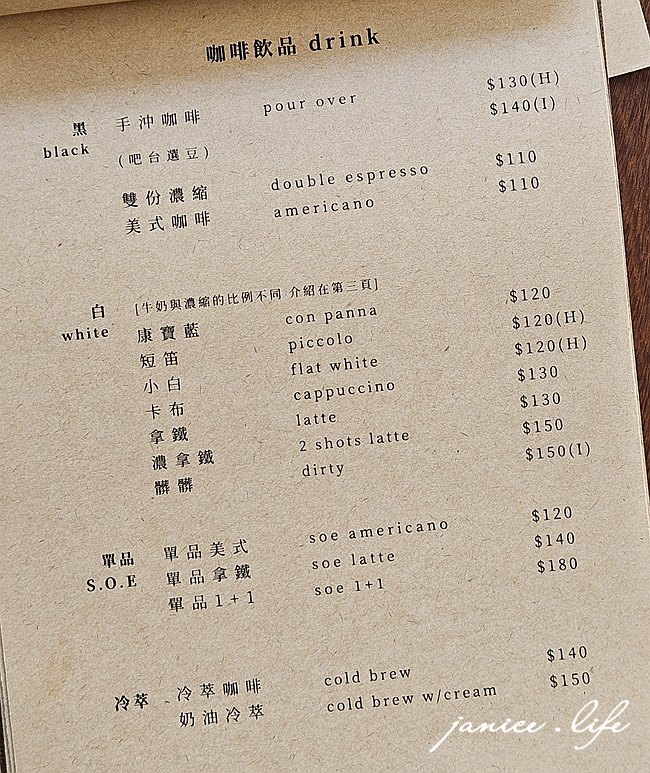 咖啡飲品 drink
黑 手沖咖啡 pour over $130(H)
black (吧台選豆) $140(I)
雙份濃縮 double espresso $110
美式咖啡 americano $110
白 [牛奶與濃縮的比例不同 介紹在第三頁]
white 康寶藍 con panna $120
短笛 piccolo $120(H)
小白 flat white $120(H)
卡布 cappuccino $130
拿鐵 latte $130
濃拿鐵 2 shots latte $150
髒髒 dirty $150(I)
單品 單品美式 soe americano $120
S.O.E 單品拿鐵 soe latte $140
單品1+1 soe 1+1 $180
冷萃 冷萃咖啡 cold brew $140
奶油冷萃 cold brew w/cream $150
janice.life